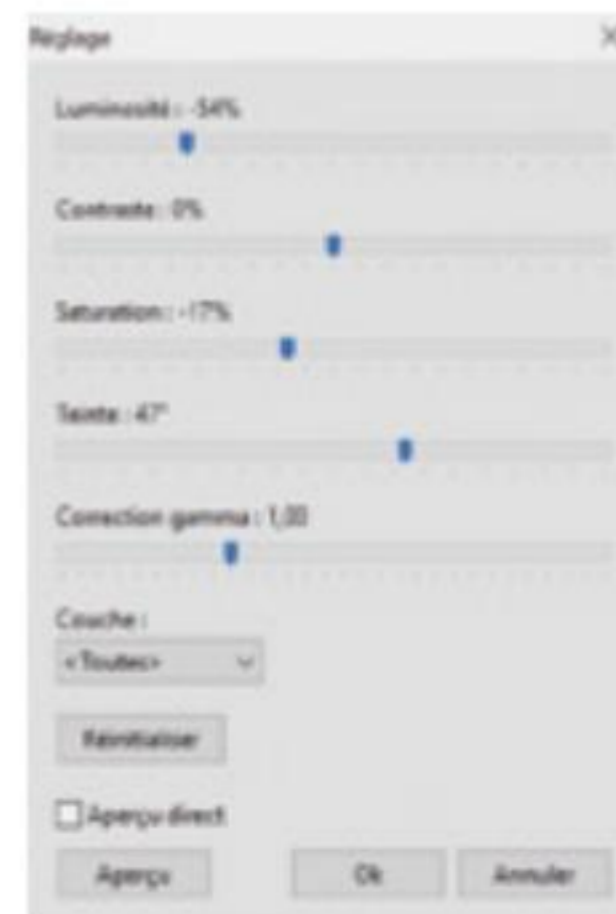 Réglage
Luminosité : -54%
Contraste : 0%
Saturation : -17%
Teinte : 47°
Correction gamma : 1,00
Couche :
<Toutes>
Réinitialiser
Aperçu direct
Aperçu
Ok
Annuler